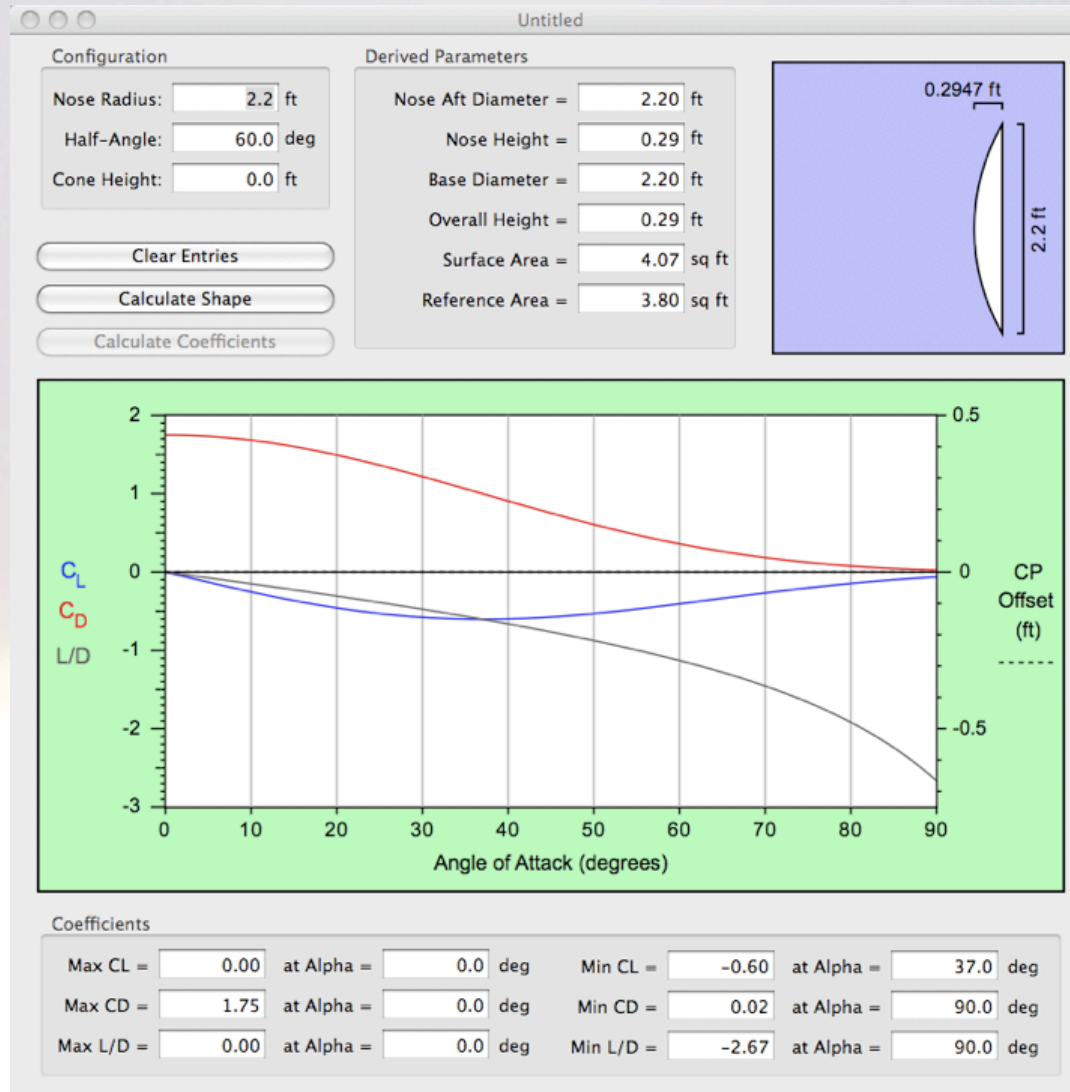 Untitled
Configuration
Nose Radius: 2.2 ft
Half-Angle: 60.0 deg
Cone Height: 0.0 ft
Clear Entries
Calculate Shape
Calculate Coefficients
Derived Parameters
Nose Aft Diameter = 2.20 ft
Nose Height = 0.29 ft
Base Diameter = 2.20 ft
Overall Height = 0.29 ft
Surface Area = 4.07 sq ft
Reference Area = 3.80 sq ft
0.2947 ft
2.2 ft
2
1
0
-1
-2
-3
CL
CD
L/D
0.5
0
-0.5
CP
Offset
(ft)
0 10 20 30 40 50 60 70 80 90
Angle of Attack (degrees)
Coefficients
Max CL = 0.00 at Alpha = 0.0 deg Min CL = -0.60 at Alpha = 37.0 deg
Max CD = 1.75 at Alpha = 0.0 deg Min CD = 0.02 at Alpha = 90.0 deg
Max L/D = 0.00 at Alpha = 0.0 deg Min L/D = -2.67 at Alpha = 90.0 deg